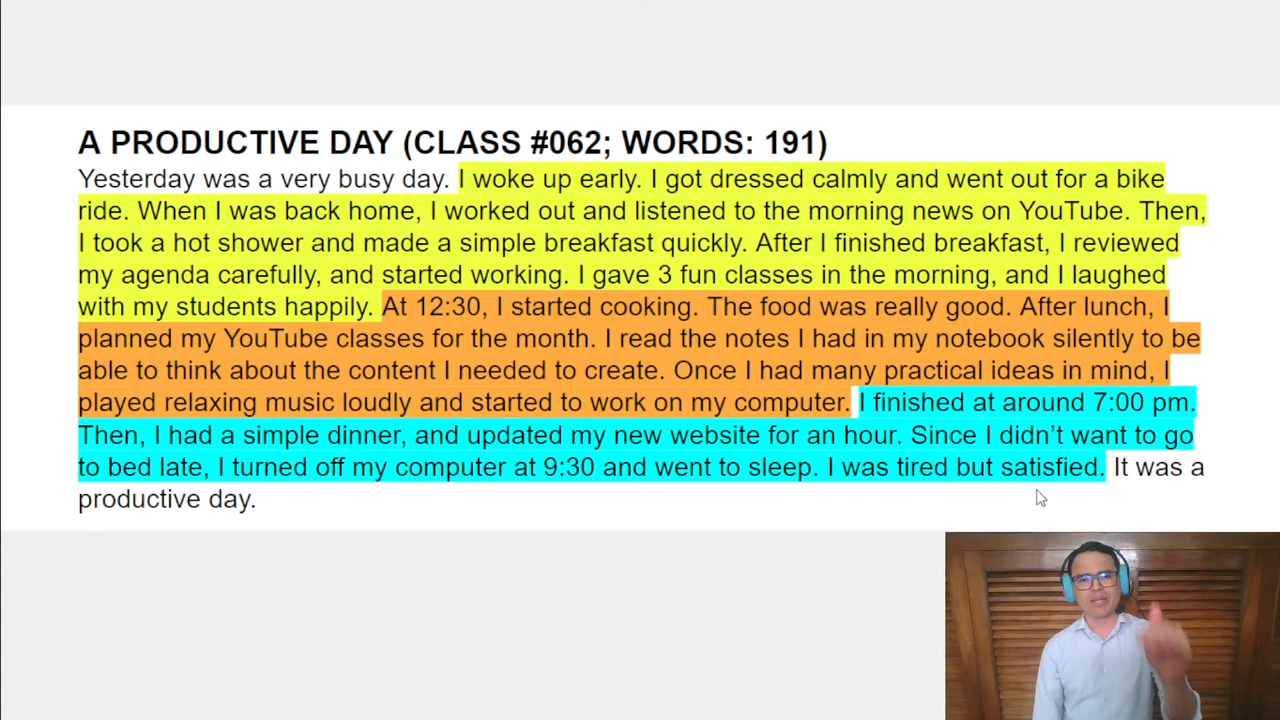 A PRODUCTIVE DAY (CLASS #062; WORDS: 191)
Yesterday was a very busy day. I woke up early. I got dressed calmly and went out for a bike
ride. When I was back home, I worked out and listened to the morning news on YouTube. Then,
I took a hot shower and made a simple breakfast quickly. After I finished breakfast, I reviewed
my agenda carefully, and started working. I gave 3 fun classes in the morning, and I laughed
with my students happily. At 12:30, I started cooking. The food was really good. After lunch, I
planned my YouTube classes for the month. I read the notes I had in my notebook silently to be
able to think about the content I needed to create. Once I had many practical ideas in mind, I
played relaxing music loudly and started to work on my computer. I finished at around 7:00 pm.
Then, I had a simple dinner, and updated my new website for an hour. Since I didn’t want to go
to bed late, I turned off my computer at 9:30 and went to sleep. I was tired but satisfied. It was a
productive day.